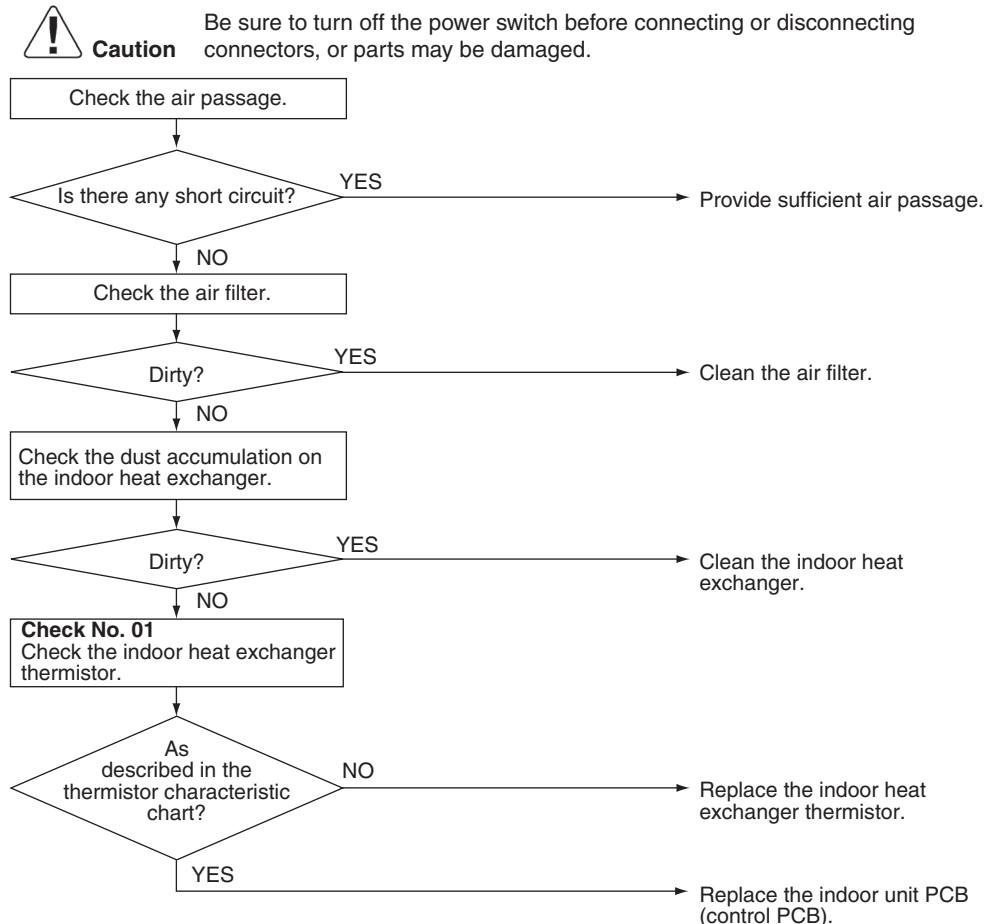 Be sure to turn off the power switch before connecting or disconnecting
Caution connectors, or parts may be damaged.
Check the air passage.
Is there any short circuit?
YES
Provide sufficient air passage.
NO
Check the air filter.
Dirty?
YES
Clean the air filter.
NO
Check the dust accumulation on
the indoor heat exchanger.
Dirty?
YES
Clean the indoor heat
exchanger.
NO
Check No. 01
Check the indoor heat exchanger
thermistor.
As
described in the
thermistor characteristic
chart?
NO
Replace the indoor heat
exchanger thermistor.
YES
Replace the indoor unit PCB
(control PCB).